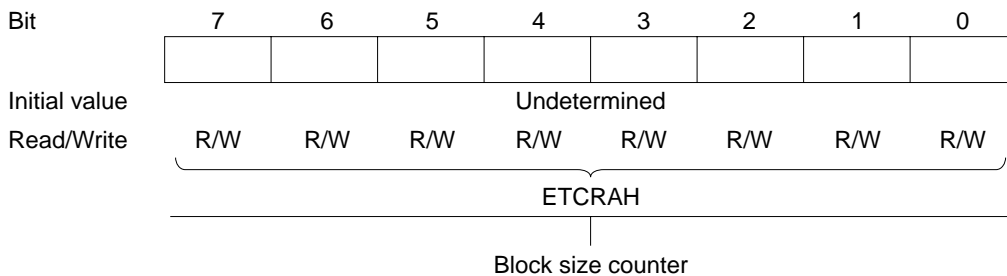 Bit 7 6 5 4 3 2 1 0
Initial value Undetermined
Read/Write R/W R/W R/W R/W R/W R/W R/W R/W
ETCRAH
Block size counter